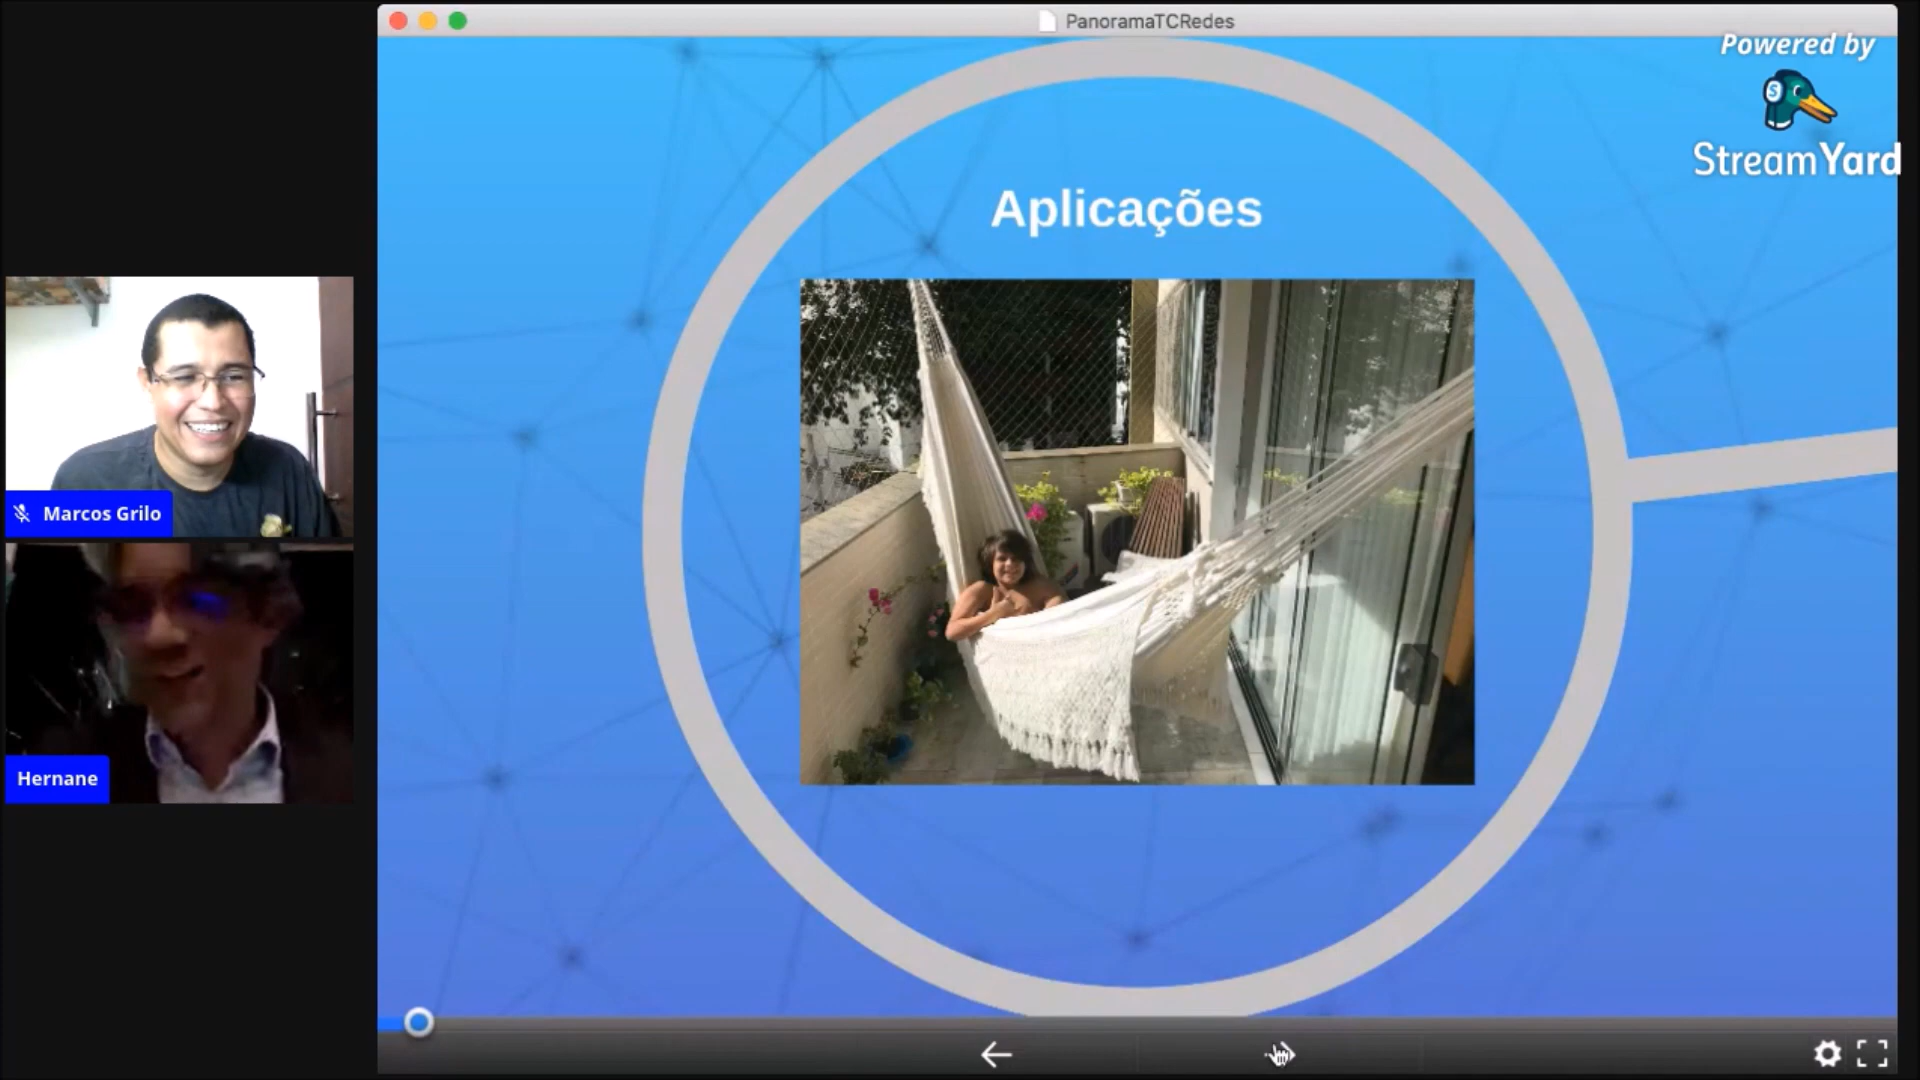 PanoramaTCRedes
Powered by
S
StreamYard
Aplicações
Marcos Grilo
Hernane